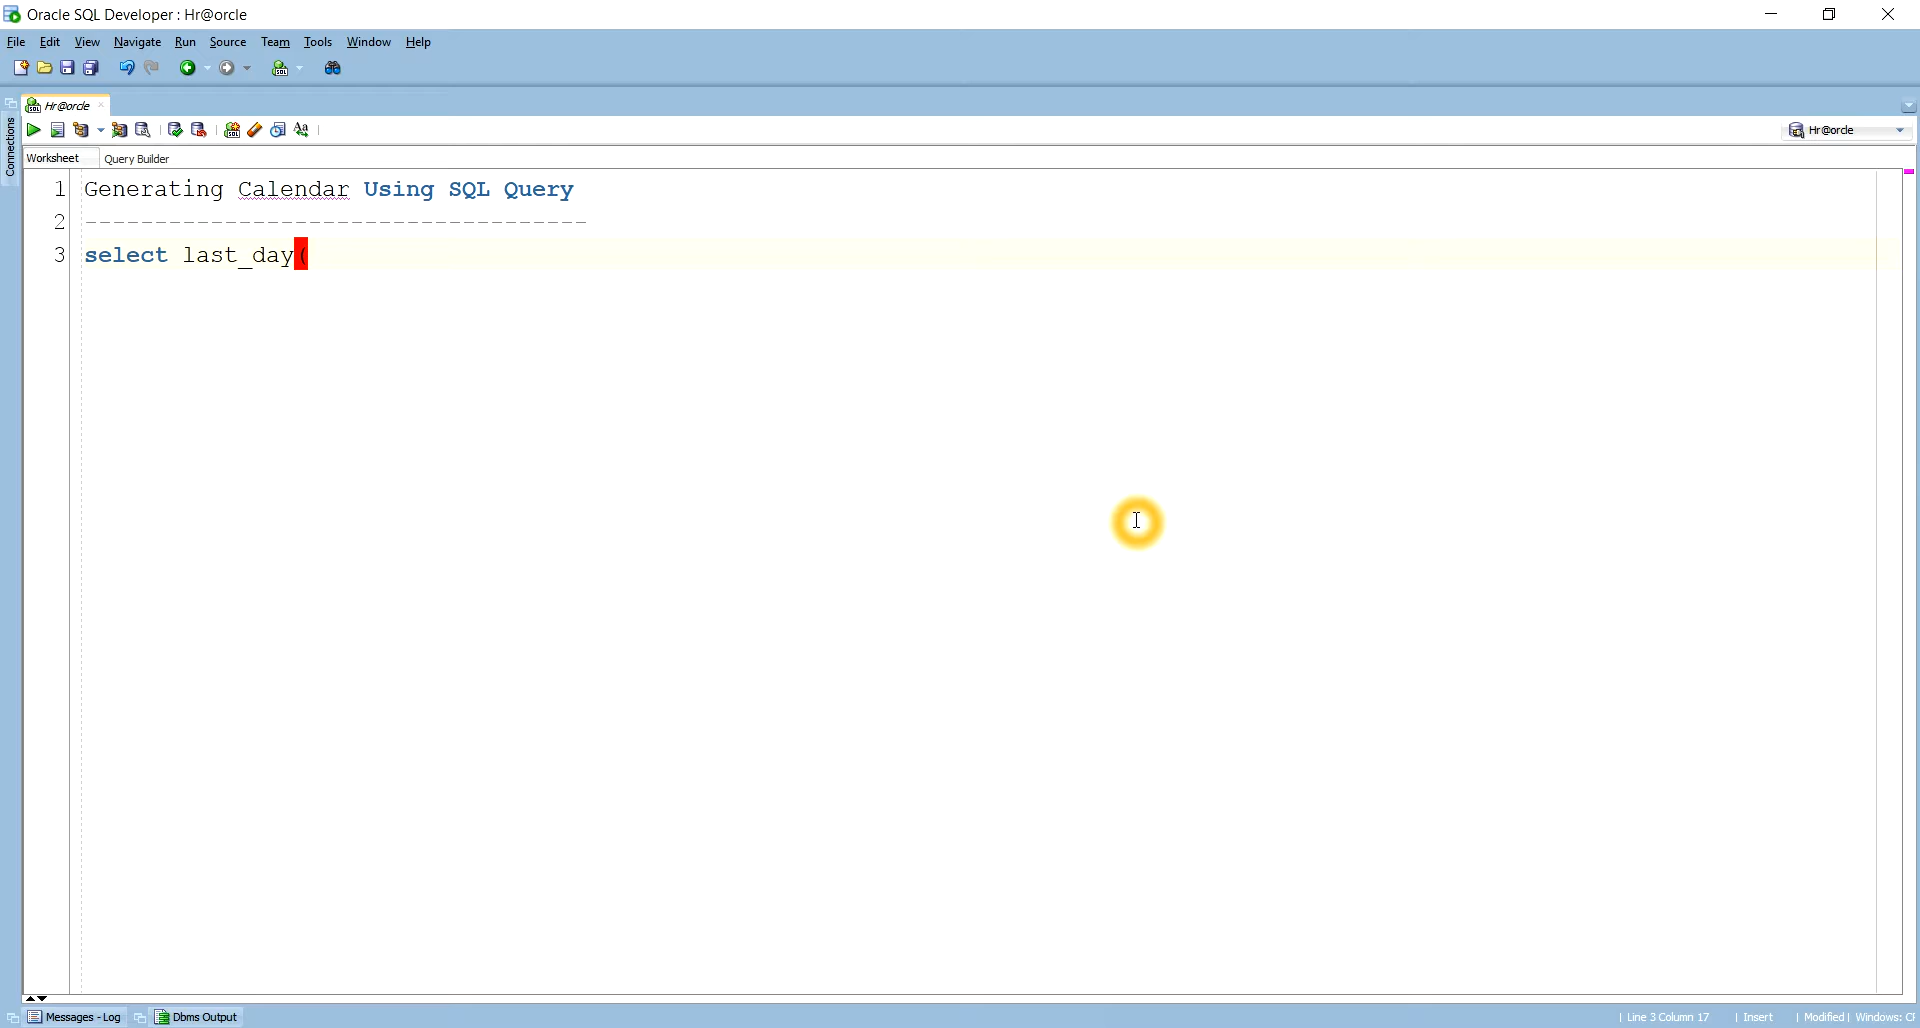 Oracle SQL Developer : Hr@orcle
File Edit View Navigate Run Source Team Tools Window Help
Hr@orcle
Hr@orcle
Connections
Worksheet Query Builder
1 Generating Calendar Using SQL Query
2 ------------------------------------
3 select last_day(
Messages - Log Dbms Output
Line 3 Column 17 | Insert | Modified | Windows: CF